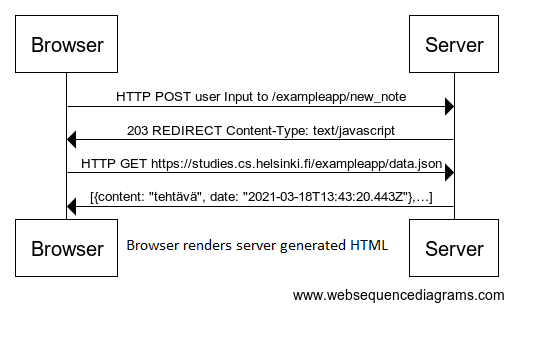 Browser Server
HTTP POST user Input to /exampleapp/new_note
203 REDIRECT Content-Type: text/javascript
HTTP GET https://studies.cs.helsinki.fi/exampleapp/data.json
[{content: "tehtävä", date: "2021-03-18T13:43:20.443Z"},...]
Browser Browser renders server generated HTML Server
www.websequencediagrams.com